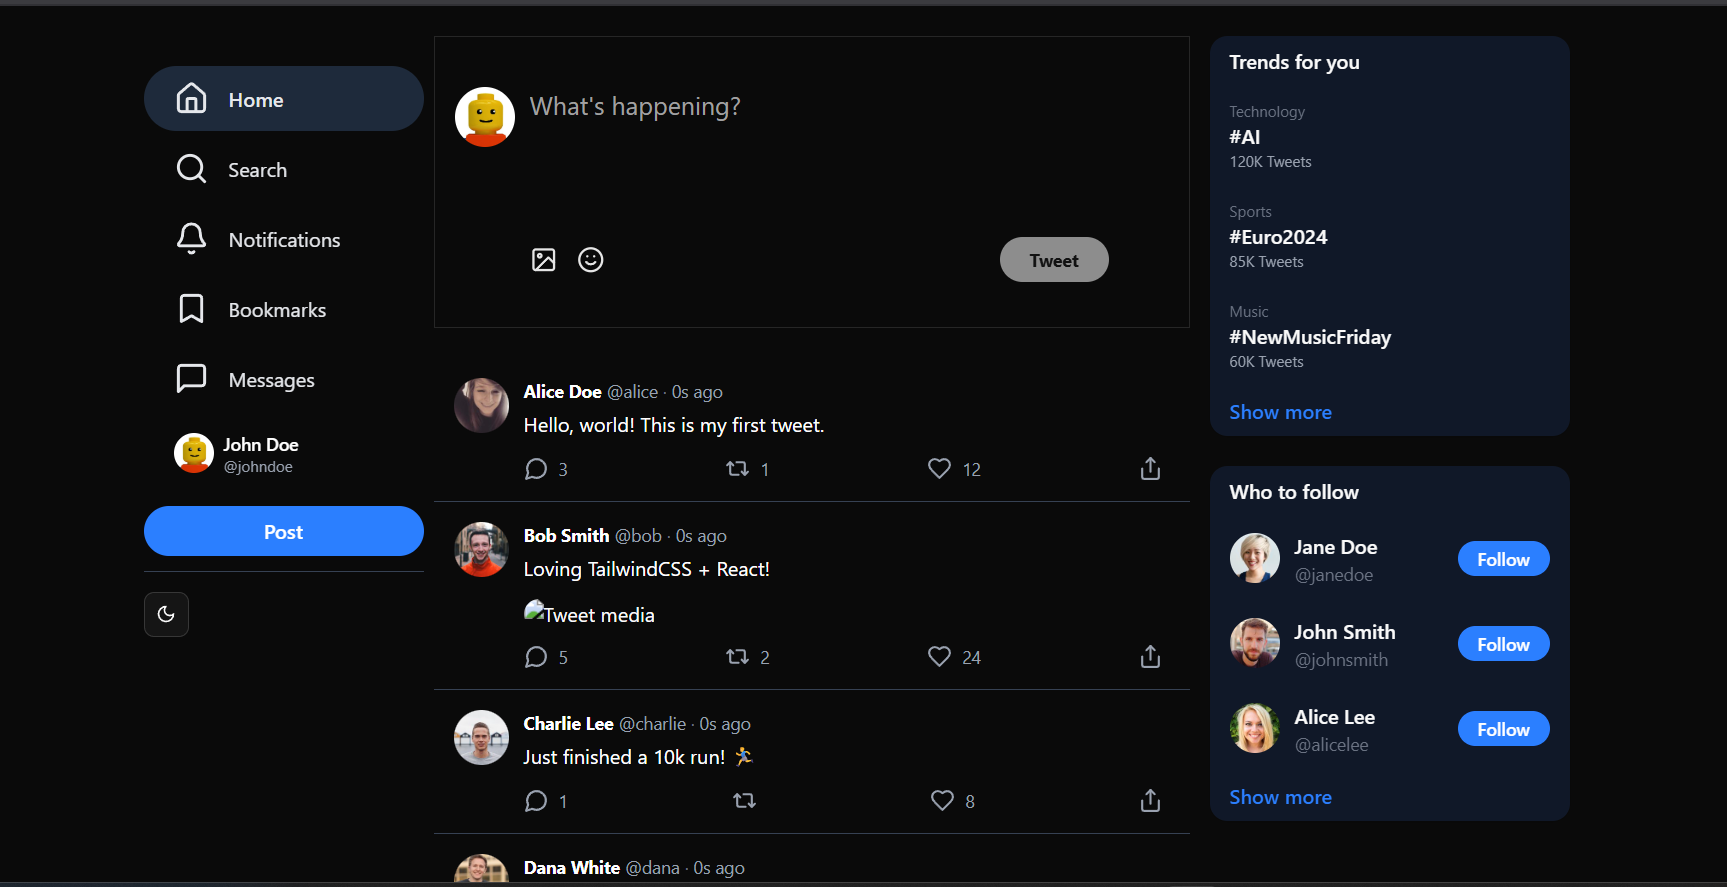 Home
Search
Notifications
Bookmarks
Messages
John Doe
@johndoe
Post
What's happening?
Tweet
Alice Doe @alice · 0s ago
Hello, world! This is my first tweet.
3 1 12
Bob Smith @bob · 0s ago
Loving TailwindCSS + React!
Tweet media
5 2 24
Charlie Lee @charlie · 0s ago
Just finished a 10k run! 🏃
1 8
Dana White @dana · 0s ago
Trends for you
Technology
#AI
120K Tweets
Sports
#Euro2024
85K Tweets
Music
#NewMusicFriday
60K Tweets
Show more
Who to follow
Jane Doe
@janedoe
Follow
John Smith
@johnsmith
Follow
Alice Lee
@alicelee
Follow
Show more